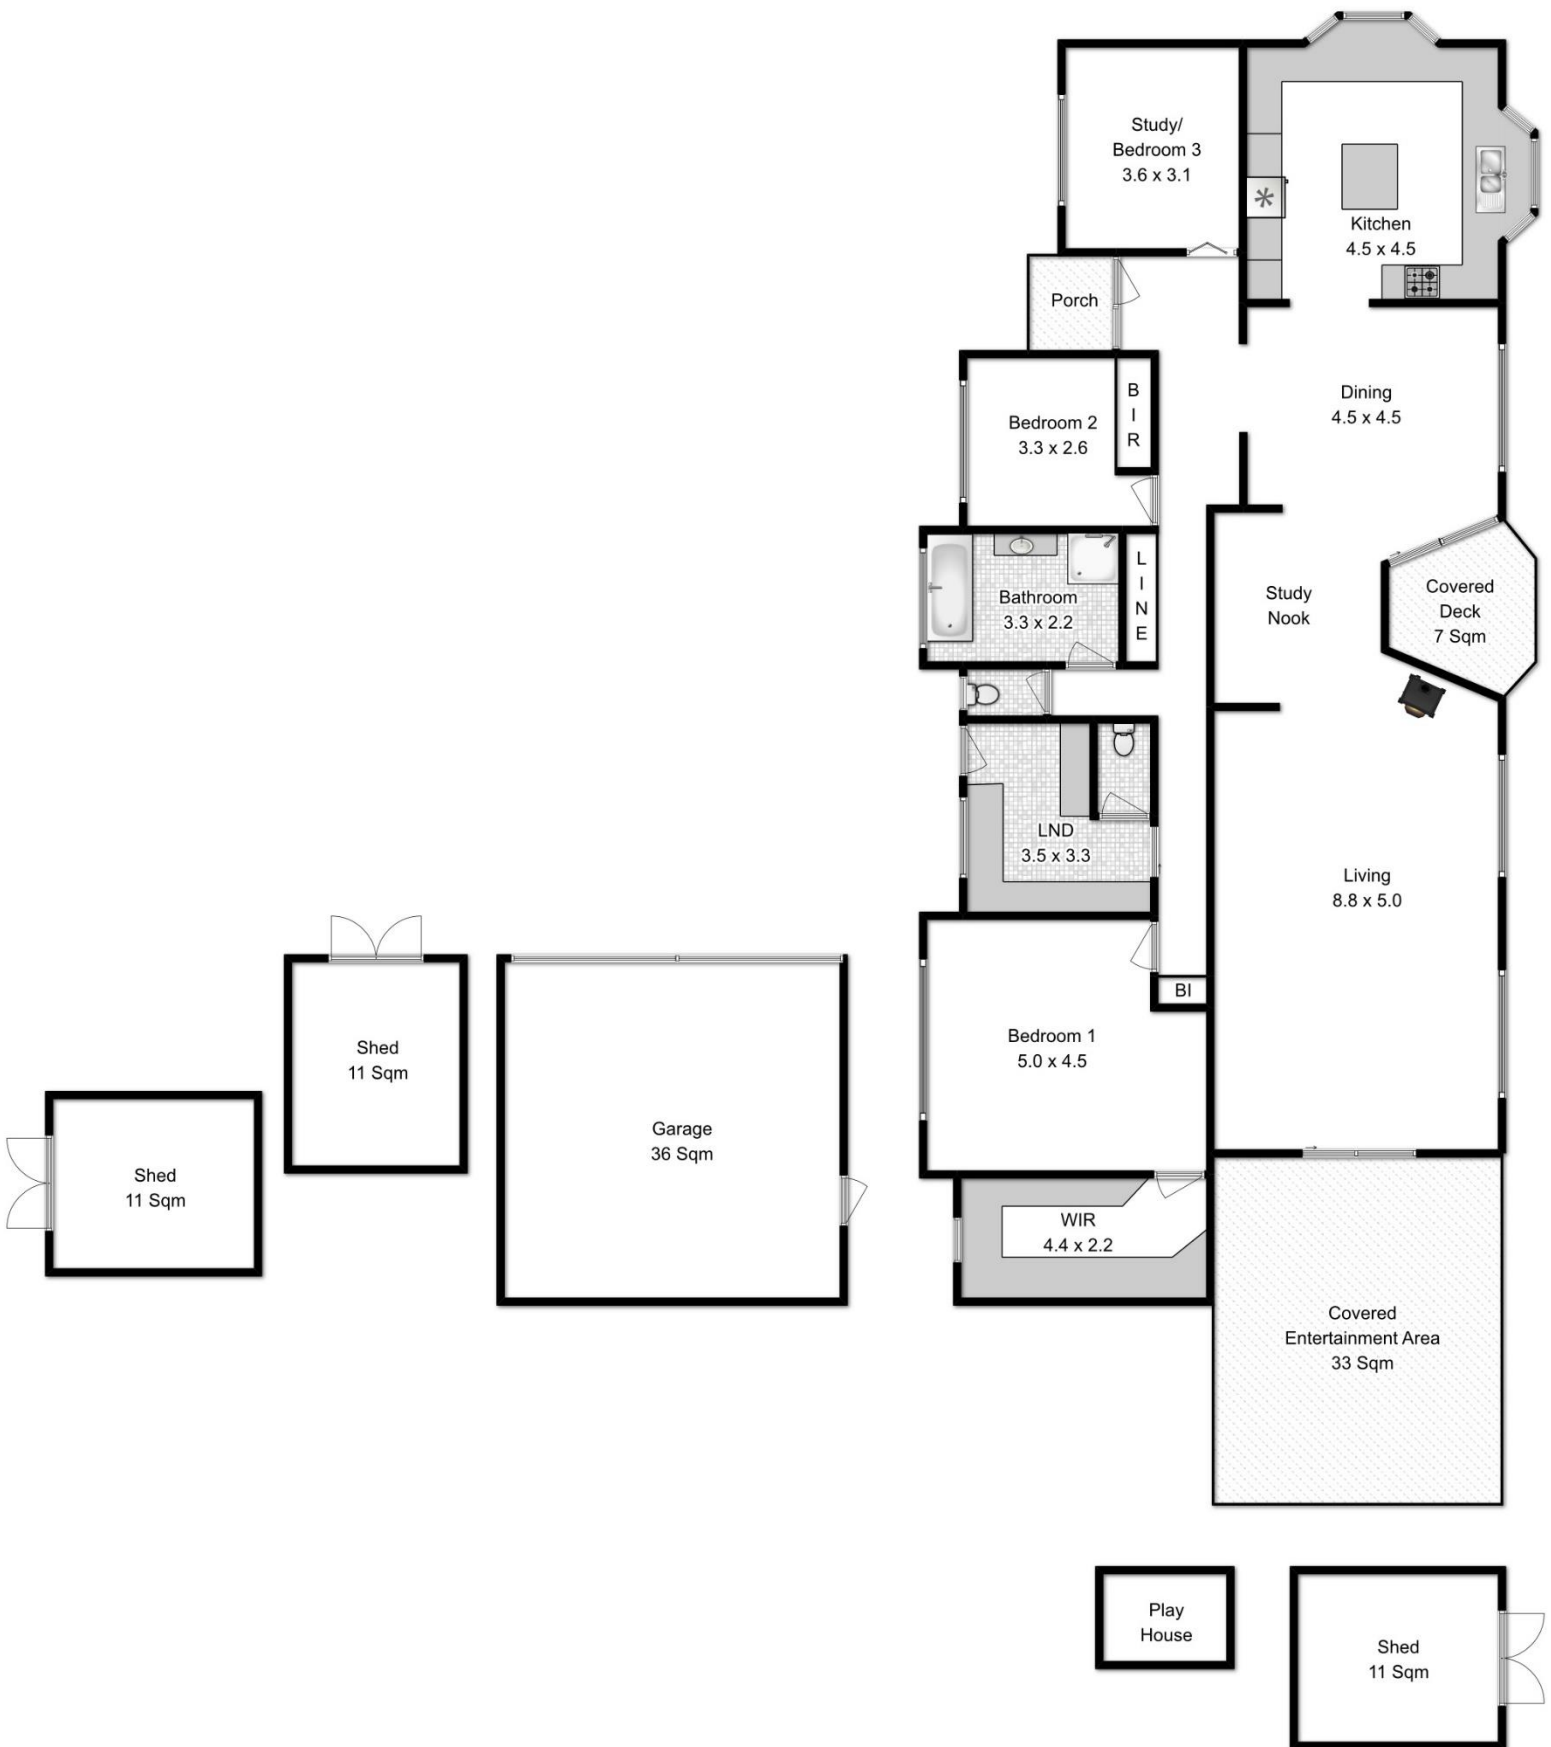 Study/
Bedroom 3
3.6 x 3.1
Kitchen
4.5 x 4.5
Porch
Bedroom 2
3.3 x 2.6
B
I
R
Dining
4.5 x 4.5
Bathroom
3.3 x 2.2
L
I
N
E
Study
Nook
Covered
Deck
7 Sqm
LND
3.5 x 3.3
Living
8.8 x 5.0
BI
Bedroom 1
5.0 x 4.5
Shed
11 Sqm
Garage
36 Sqm
Shed
11 Sqm
WIR
4.4 x 2.2
Covered
Entertainment Area
33 Sqm
Play
House
Shed
11 Sqm